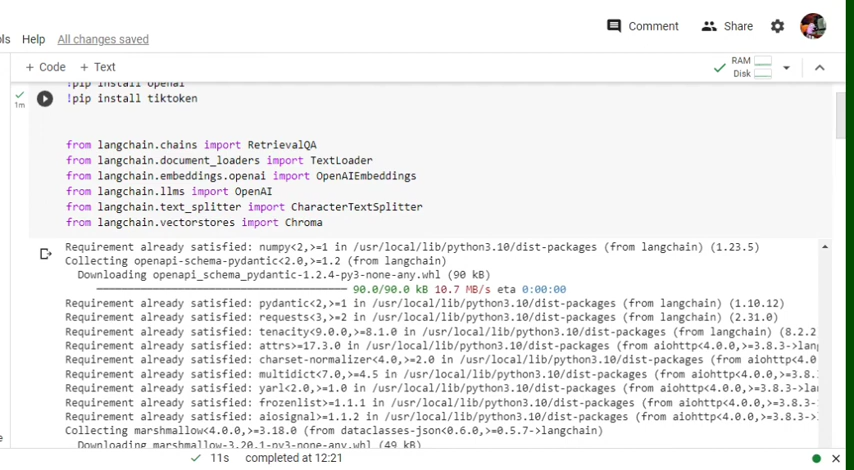 Comment Share
ols Help All changes saved
+ Code + Text RAM Disk
!pip install openai
1m !pip install tiktoken
from langchain.chains import RetrievalQA
from langchain.document_loaders import TextLoader
from langchain.embeddings.openai import OpenAIEmbeddings
from langchain.llms import OpenAI
from langchain.text_splitter import CharacterTextSplitter
from langchain.vectorstores import Chroma
Requirement already satisfied: numpy<2,>=1 in /usr/local/lib/python3.10/dist-packages (from langchain) (1.23.5)
Collecting openapi-schema-pydantic<2.0,>=1.2 (from langchain)
Downloading openapi_schema_pydantic-1.2.4-py3-none-any.whl (90 kB)
90.0/90.0 kB 10.7 MB/s eta 0:00:00
Requirement already satisfied: pydantic<2,>=1 in /usr/local/lib/python3.10/dist-packages (from langchain) (1.10.12)
Requirement already satisfied: requests<3,>=2 in /usr/local/lib/python3.10/dist-packages (from langchain) (2.31.0)
Requirement already satisfied: tenacity<9.0.0,>=8.1.0 in /usr/local/lib/python3.10/dist-packages (from langchain) (8.2.2
Requirement already satisfied: attrs>=17.3.0 in /usr/local/lib/python3.10/dist-packages (from aiohttp<4.0.0,>=3.8.3->lang
Requirement already satisfied: charset-normalizer<4.0,>=2.0 in /usr/local/lib/python3.10/dist-packages (from aiohttp<4.0
Requirement already satisfied: multidict<7.0,>=4.5 in /usr/local/lib/python3.10/dist-packages (from aiohttp<4.0.0,>=3.8.
Requirement already satisfied: yarl<2.0,>=1.0 in /usr/local/lib/python3.10/dist-packages (from aiohttp<4.0.0,>=3.8.3->lan
Requirement already satisfied: frozenlist>=1.1.1 in /usr/local/lib/python3.10/dist-packages (from aiohttp<4.0.0,>=3.8.3->
Requirement already satisfied: aiosignal>=1.1.2 in /usr/local/lib/python3.10/dist-packages (from aiohttp<4.0.0,>=3.8.3->
Collecting marshmallow<4.0.0,>=3.18.0 (from dataclasses-json<0.6.0,>=0.5.7->langchain)
Downloading marshmallow-3.20.1-py3-none-any.whl (49 kB)
11s completed at 12:21